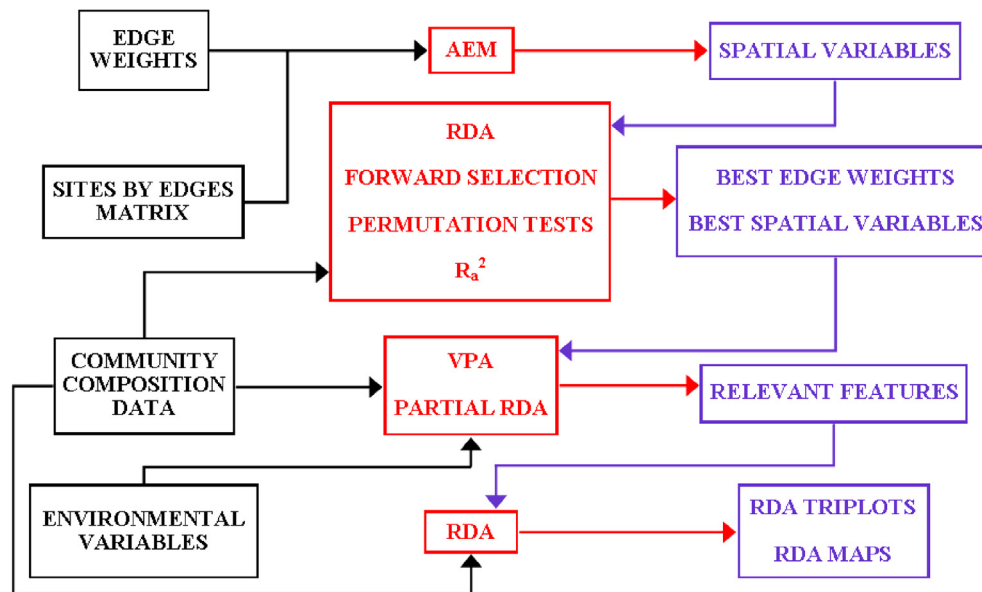 EDGE
WEIGHTS
AEM
SPATIAL VARIABLES
RDA
FORWARD SELECTION
PERMUTATION TESTS
Rₐ²
SITES BY EDGES
MATRIX
BEST EDGE WEIGHTS
BEST SPATIAL VARIABLES
COMMUNITY
COMPOSITION
DATA
VPA
PARTIAL RDA
RELEVANT FEATURES
ENVIRONMENTAL
VARIABLES
RDA
RDA TRIPLOTS
RDA MAPS